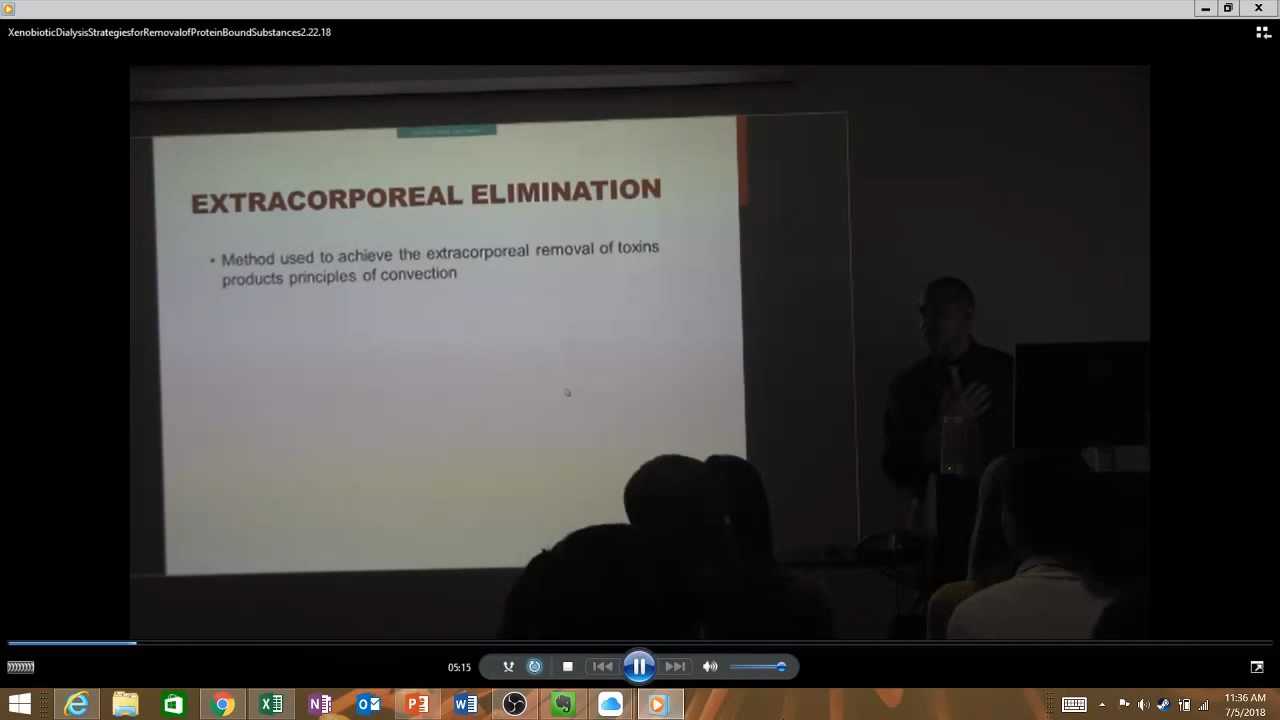 XenobioticDialysisStrategiesforRemovalofProteinBoundSubstances2.22.18
EXTRACORPOREAL ELIMINATION
• Method used to achieve the extracorporeal removal of toxins
products principles of convection
05:15
11:36 AM
7/5/2018